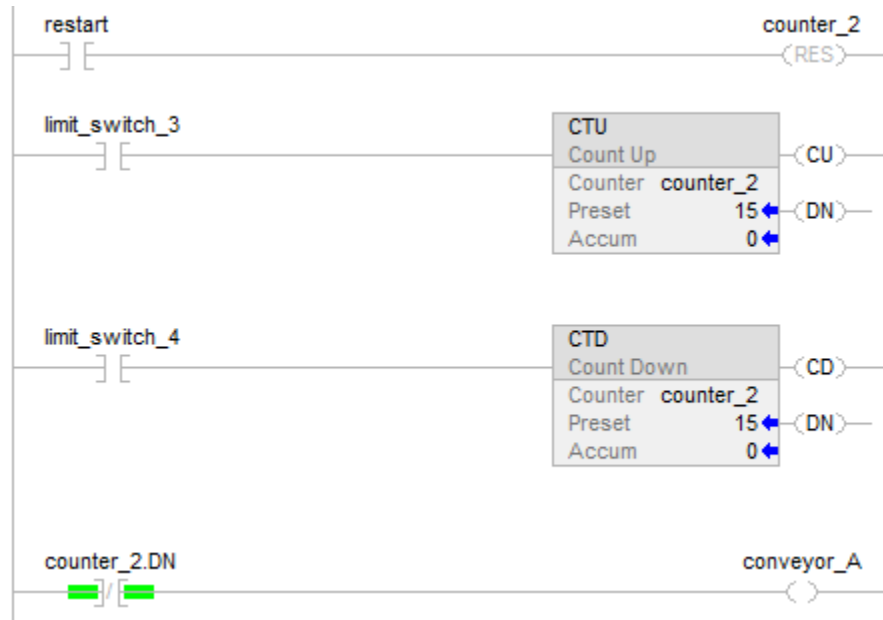 restart counter_2
(RES)
limit_switch_3
CTU
Count Up (CU)
Counter counter_2
Preset 15 (DN)
Accum 0
limit_switch_4
CTD
Count Down (CD)
Counter counter_2
Preset 15 (DN)
Accum 0
counter_2.DN conveyor_A